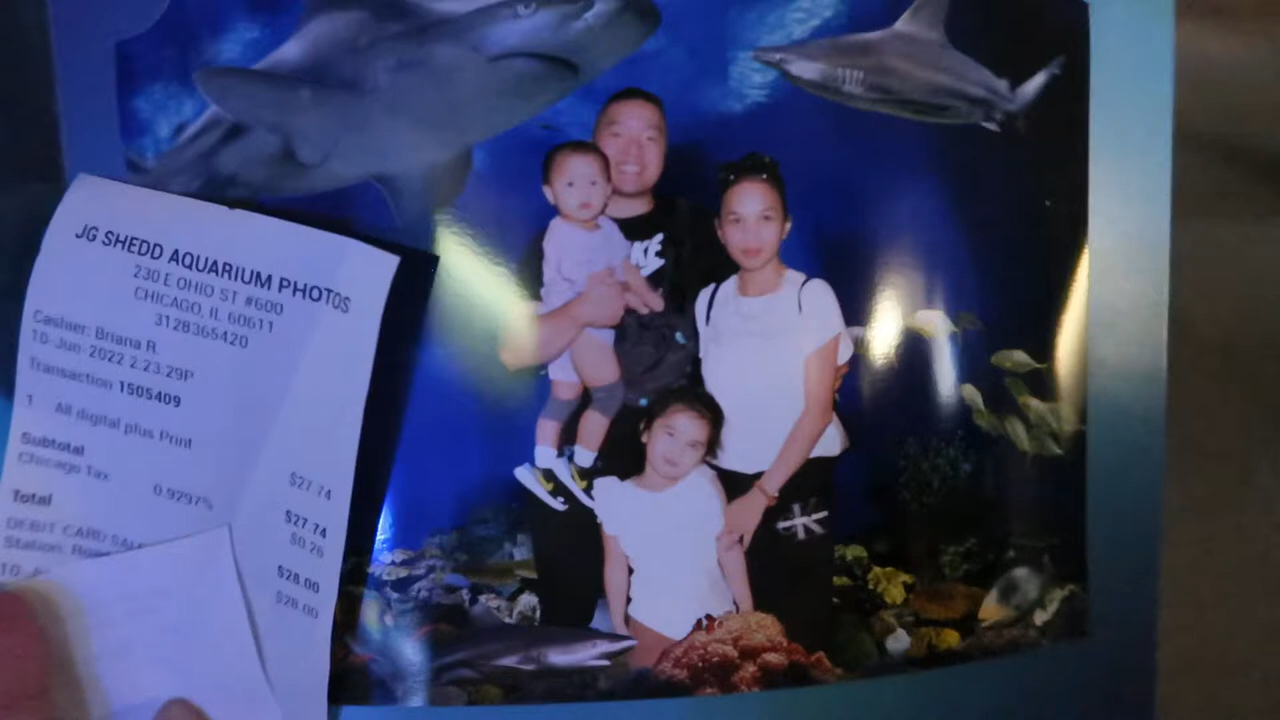 JG SHEDD AQUARIUM PHOTOS
230 E OHIO ST #600
CHICAGO, IL 60611
3128365420
Cashier: Briana R.
10-Jun-2022 2:23:29P
Transaction 1505409
1 All digital plus Print $27.74
Subtotal $27.74
Chicago Tax 0.9297% $0.26
Total $28.00
DEBIT CARD $28.00
Station:
CK